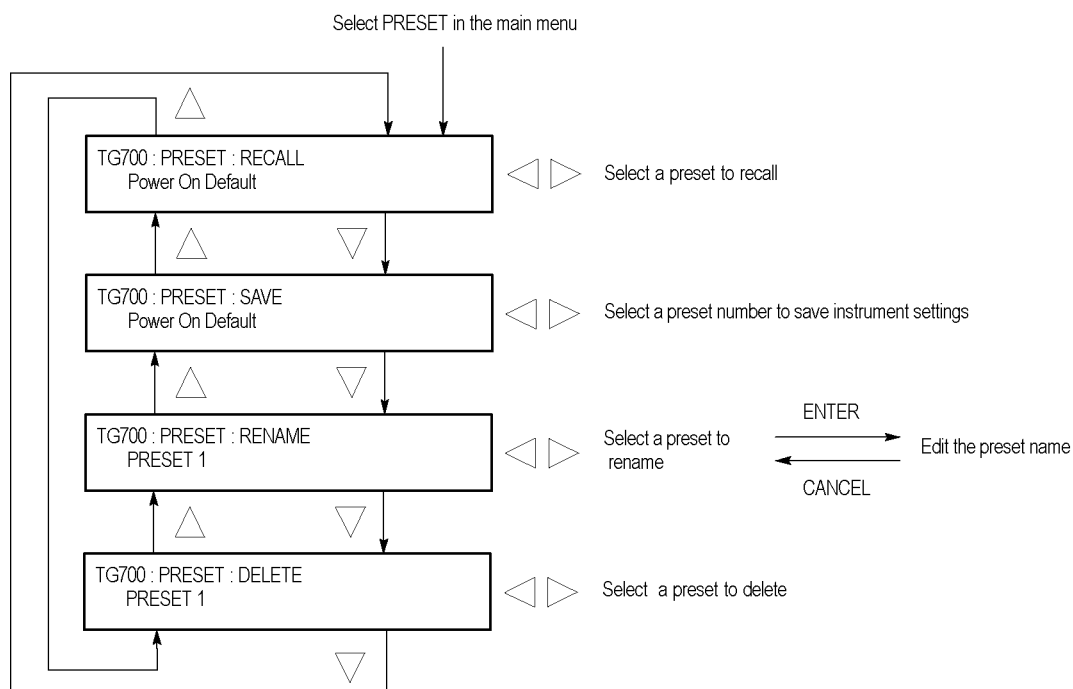 Select PRESET in the main menu
TG700 : PRESET : RECALL
Power On Default
Select a preset to recall
TG700 : PRESET : SAVE
Power On Default
Select a preset number to save instrument settings
TG700 : PRESET : RENAME
PRESET 1
Select a preset to
rename
ENTER
CANCEL
Edit the preset name
TG700 : PRESET : DELETE
PRESET 1
Select a preset to delete